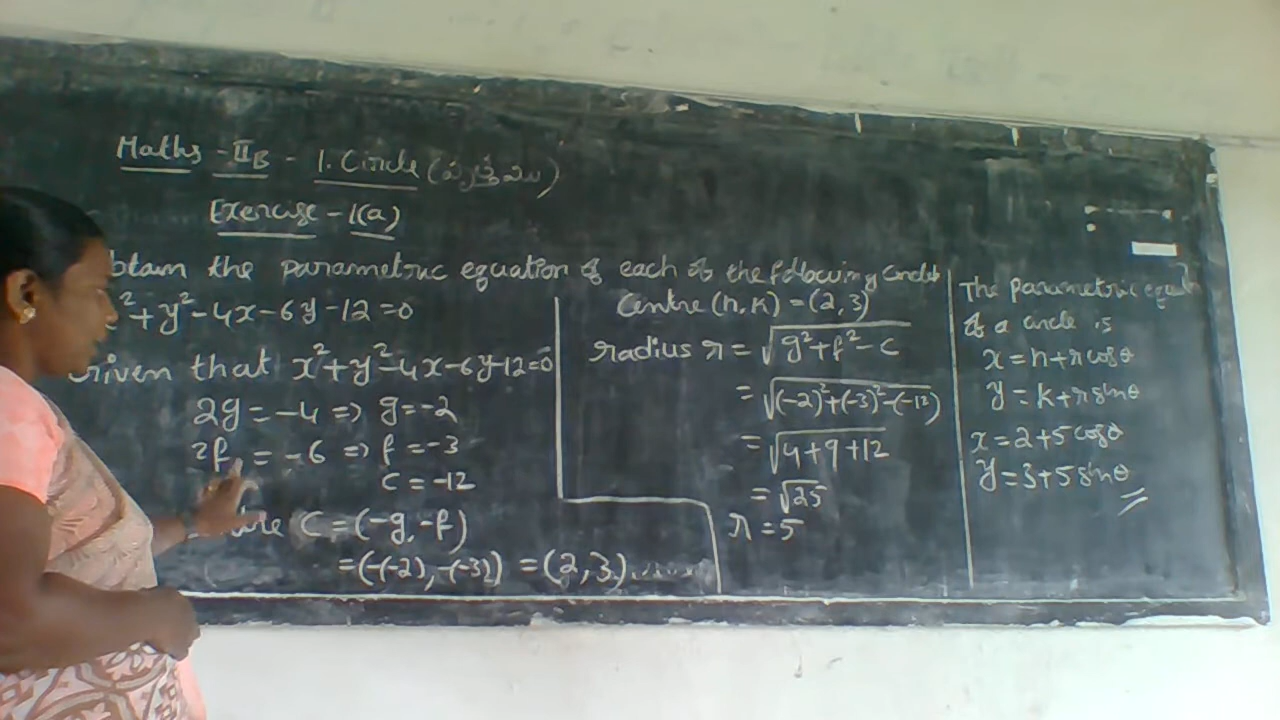 Maths - IIB - 1. Circle (వృత్తము)
Exercise - 1(a)
btain the parametric equation of each of the following Circles
x²+y²-4x-6y-12=0
Given that x²+y²-4x-6y-12=0
2g = -4 ⇒ g=-2
2f = -6 ⇒ f = -3
c = -12
C = (-g, -f)
=(-(-2), -(-3)) = (2,3)
Centre (h, k) = (2, 3)
radius r = √g²+f²-c
= √(-2)²+(-3)²-(-12)
= √4+9+12
= √25
r = 5
The parametric equation
of a circle is
x = h+r cosθ
y = k+r sinθ
x = 2+5 cosθ
y = 3+5 sinθ